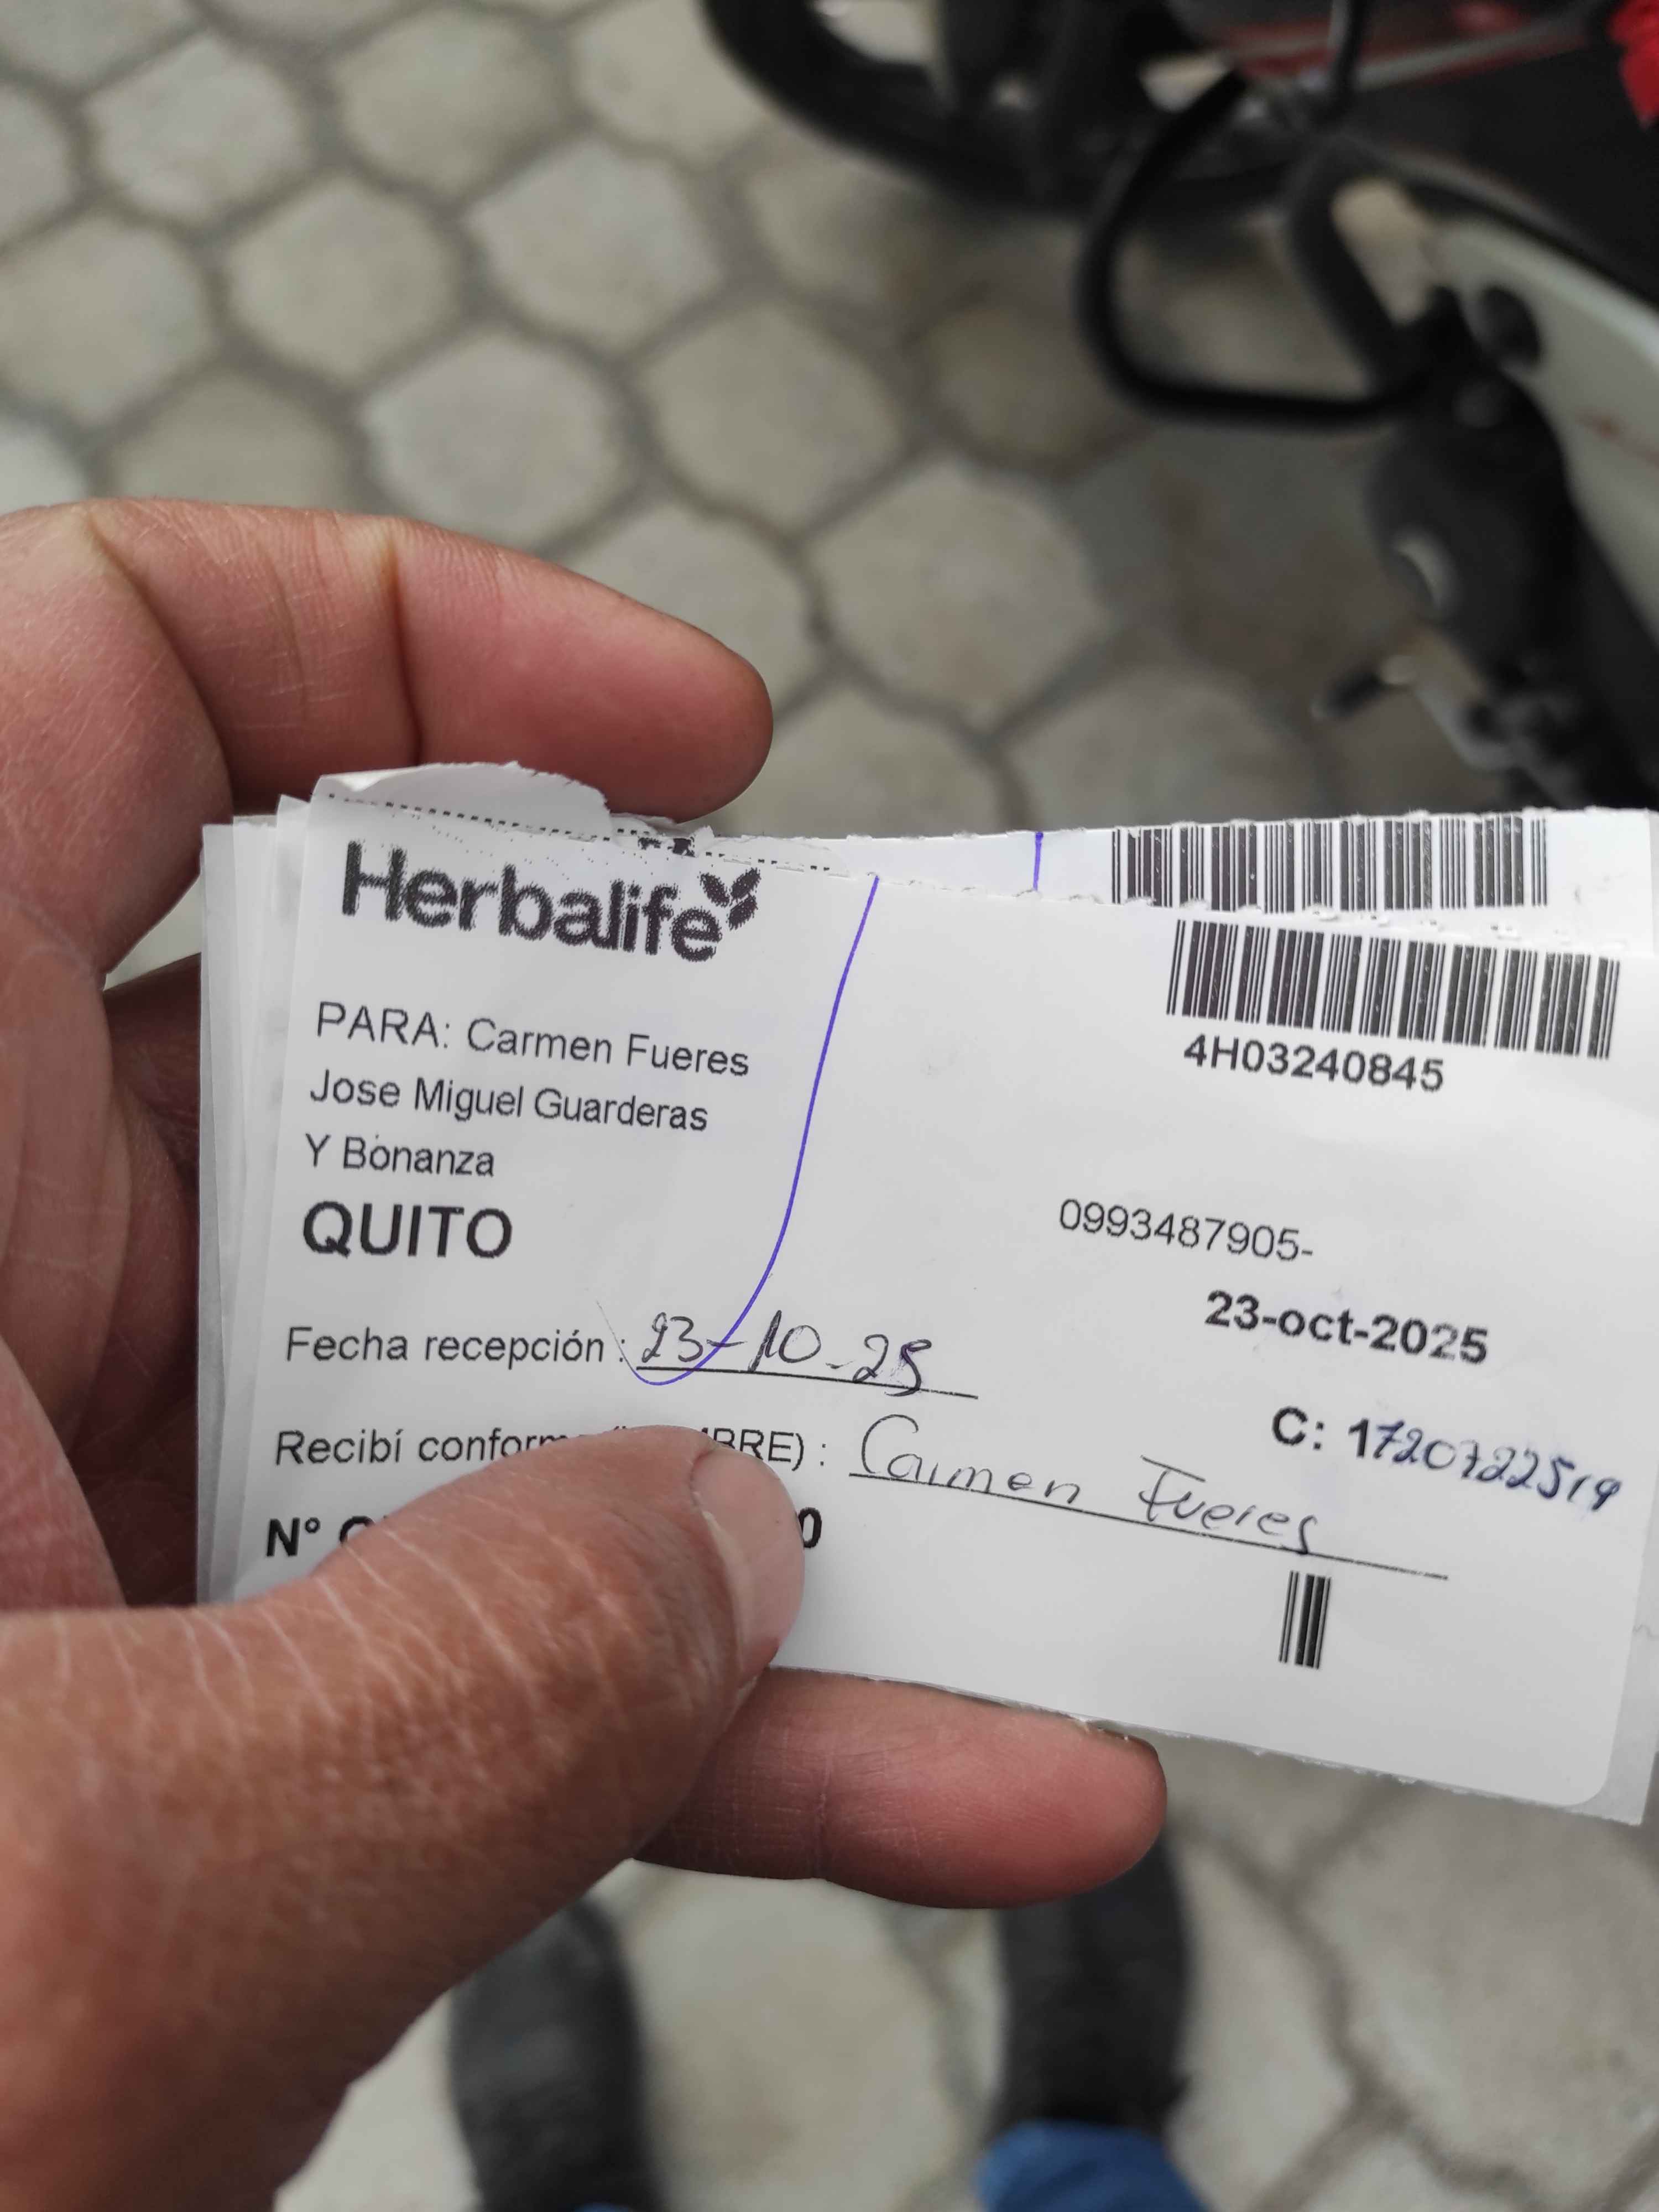 Herbalife
4H03240845
PARA: Carmen Fueres
Jose Miguel Guarderas
Y Bonanza
QUITO
0993487905-
23-oct-2025
Fecha recepción : 23-10-25
C: 1720722519
Recibí : Carmen Fueres
N°